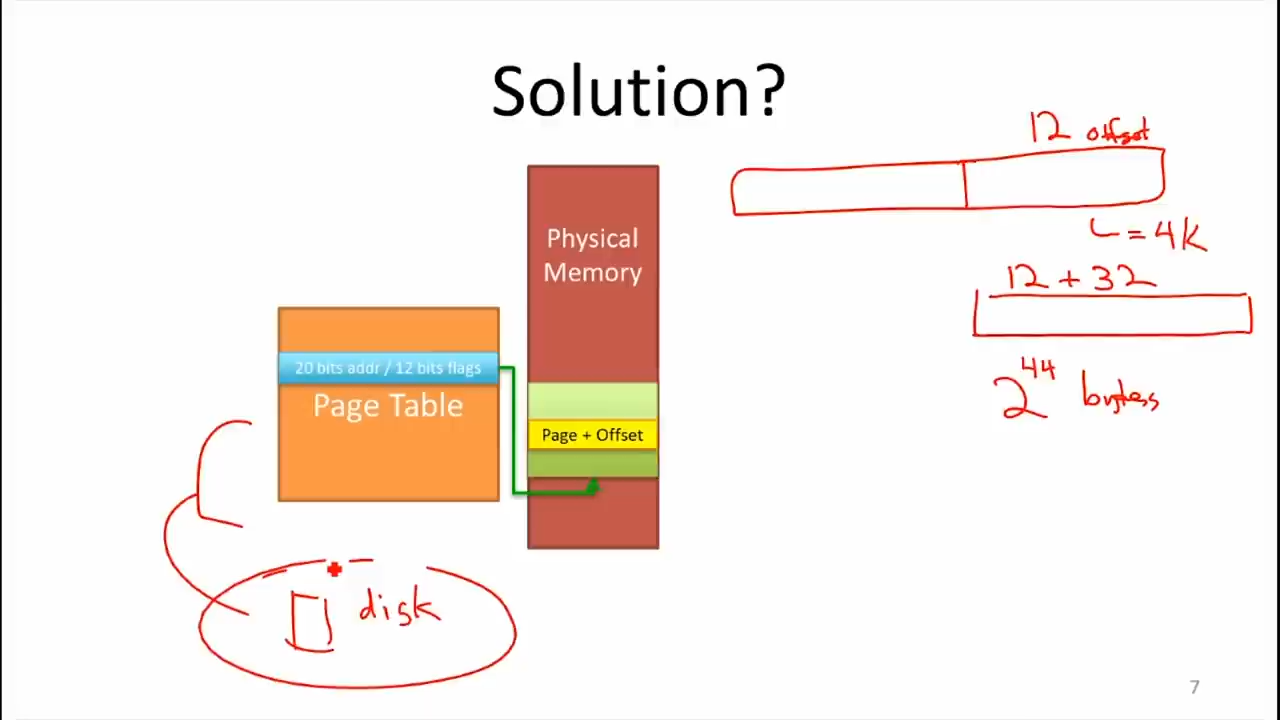 Solution?
12 offset
Physical
Memory
= 4K
12 + 32
20 bits addr / 12 bits flags
Page Table
2^44 bytes
Page + Offset
disk
7